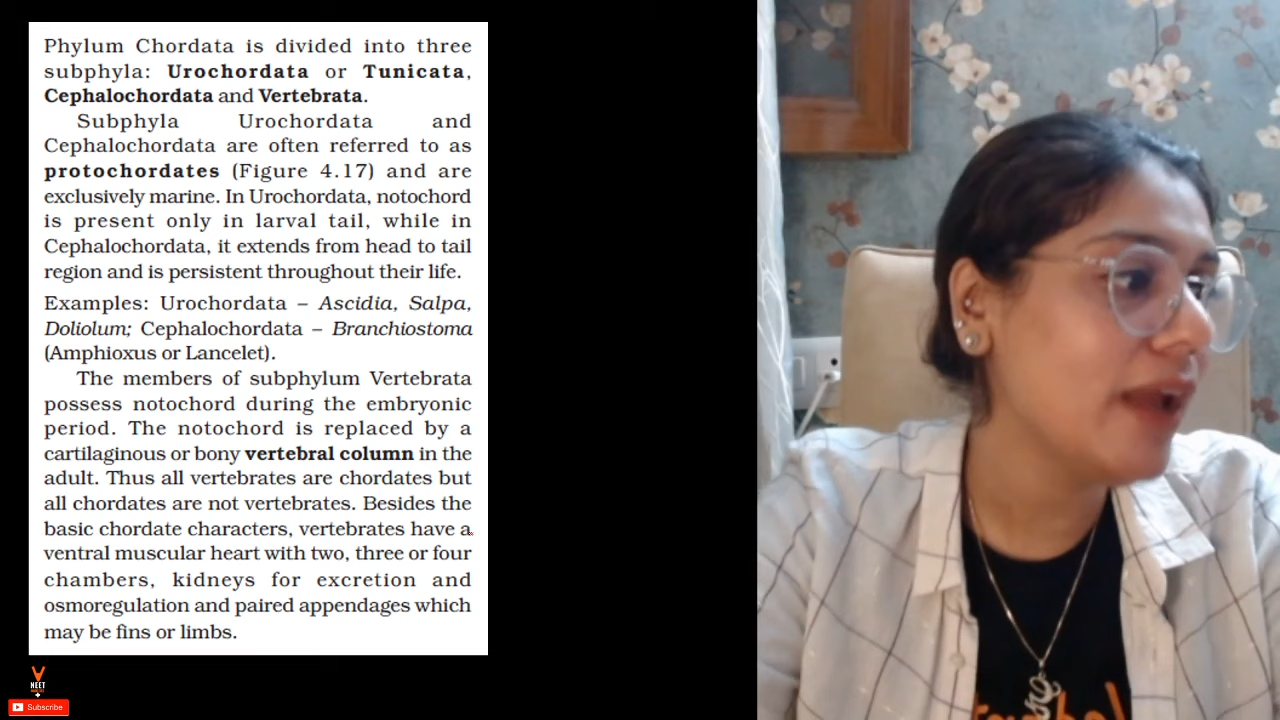 Phylum Chordata is divided into three
subphyla: Urochordata or Tunicata,
Cephalochordata and Vertebrata.
Subphyla Urochordata and
Cephalochordata are often referred to as
protochordates (Figure 4.17) and are
exclusively marine. In Urochordata, notochord
is present only in larval tail, while in
Cephalochordata, it extends from head to tail
region and is persistent throughout their life.
Examples: Urochordata – Ascidia, Salpa,
Doliolum; Cephalochordata – Branchiostoma
(Amphioxus or Lancelet).
The members of subphylum Vertebrata
possess notochord during the embryonic
period. The notochord is replaced by a
cartilaginous or bony vertebral column in the
adult. Thus all vertebrates are chordates but
all chordates are not vertebrates. Besides the
basic chordate characters, vertebrates have a
ventral muscular heart with two, three or four
chambers, kidneys for excretion and
osmoregulation and paired appendages which
may be fins or limbs.
NEET
Subscribe